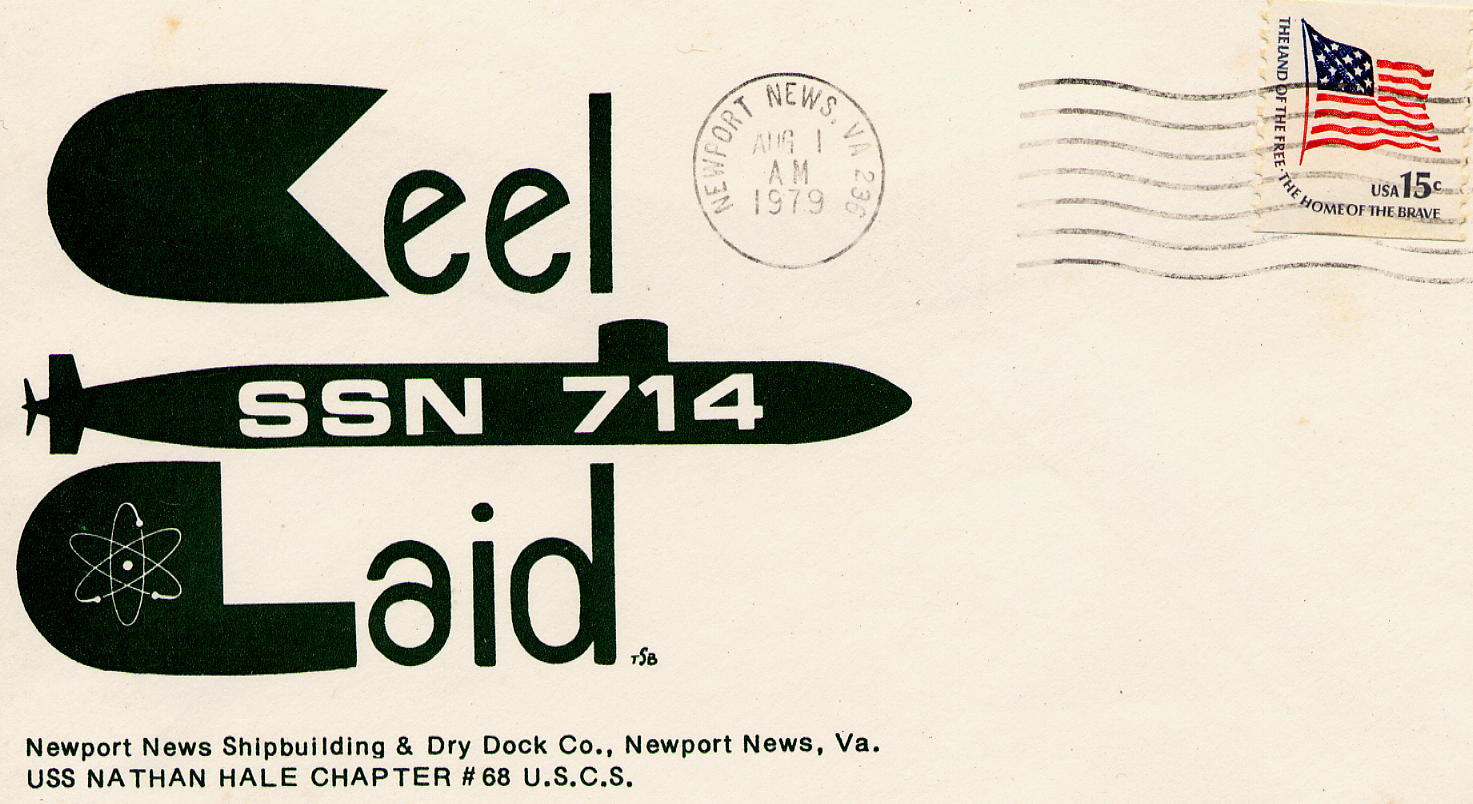 Keel
SSN 714
Laid
TSB
Newport News Shipbuilding & Dry Dock Co., Newport News, Va.
USS NATHAN HALE CHAPTER #68 U.S.C.S.
NEWPORT NEWS, VA 236
AUG 1
AM
1979
THE LAND OF THE FREE·THE HOME OF THE BRAVE
USA 15c